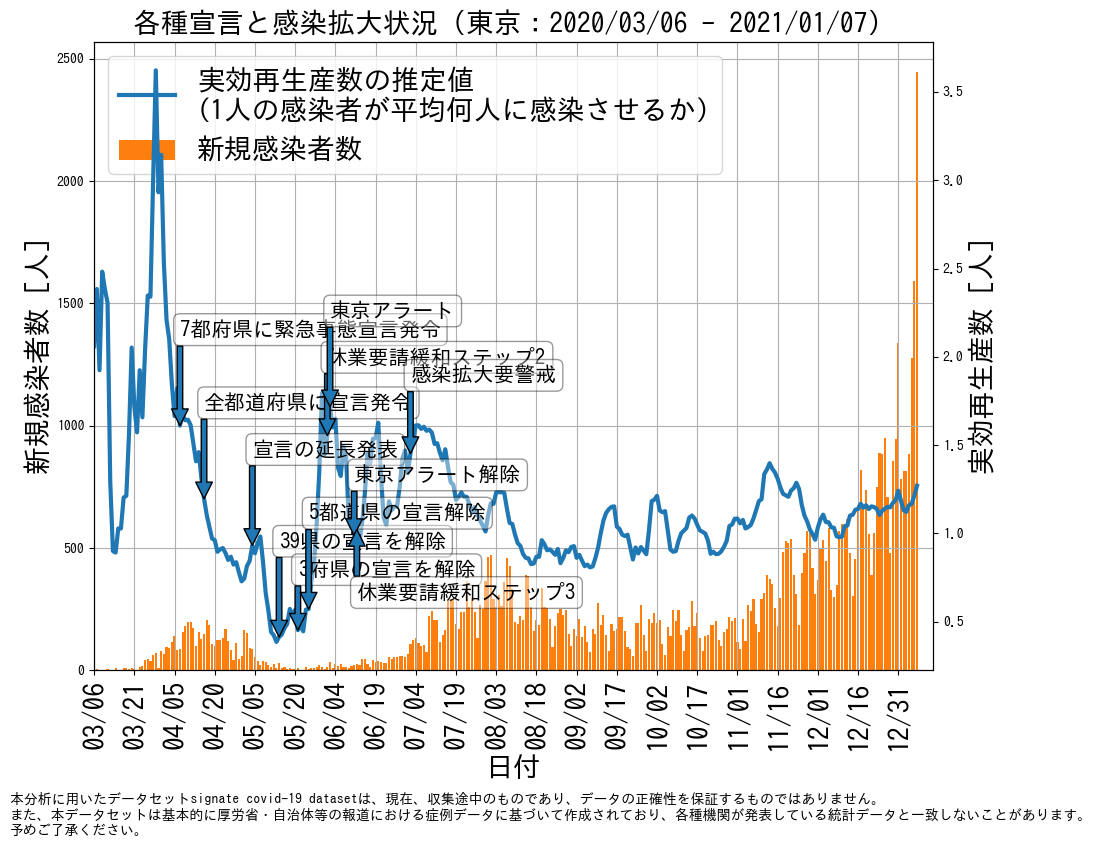 各種宣言と感染拡大状況 (東京：2020/03/06 - 2021/01/07)
実効再生産数の推定値
(1人の感染者が平均何人に感染させるか)
新規感染者数
新規感染者数 [人]
2500
2000
1500
1000
500
0
3.5
3.0
2.5
2.0
1.5
1.0
0.5
実効再生産数 [人]
東京アラート
7都府県に緊急事態宣言発令
休業要請緩和ステップ2
感染拡大要警戒
全都道府県に宣言発令
宣言の延長発表
東京アラート解除
5都道県の宣言解除
39県の宣言を解除
3府県の宣言を解除
休業要請緩和ステップ3
03/06
03/21
04/05
04/20
05/05
05/20
06/04
06/19
07/04
07/19
08/03
08/18
09/02
09/17
10/02
10/17
11/01
11/16
12/01
12/16
12/31
日付
本分析に用いたデータセットsignate covid-19 datasetは、現在、収集途中のものであり、データの正確性を保証するものではありません。
また、本データセットは基本的に厚労省・自治体等の報道における症例データに基づいて作成されており、各種機関が発表している統計データと一致しないことがあります。
予めご了承ください。